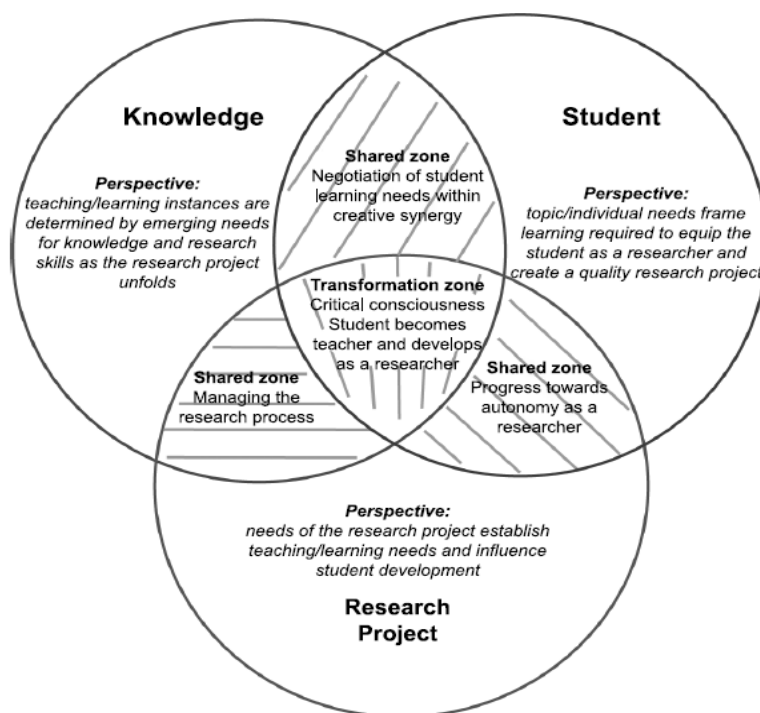 Knowledge
Perspective:
teaching/learning instances are
determined by emerging needs
for knowledge and research
skills as the research project
unfolds
Shared zone
Negotiation of student
learning needs within
creative synergy
Student
Perspective:
topic/individual needs frame
learning required to equip the
student as a researcher and
create a quality research project
Transformation zone
Critical consciousness
Student becomes
teacher and develops
as a researcher
Shared zone
Managing the
research process
Shared zone
Progress towards
autonomy as a
researcher
Perspective:
needs of the research project establish
teaching/learning needs and influence
student development
Research
Project